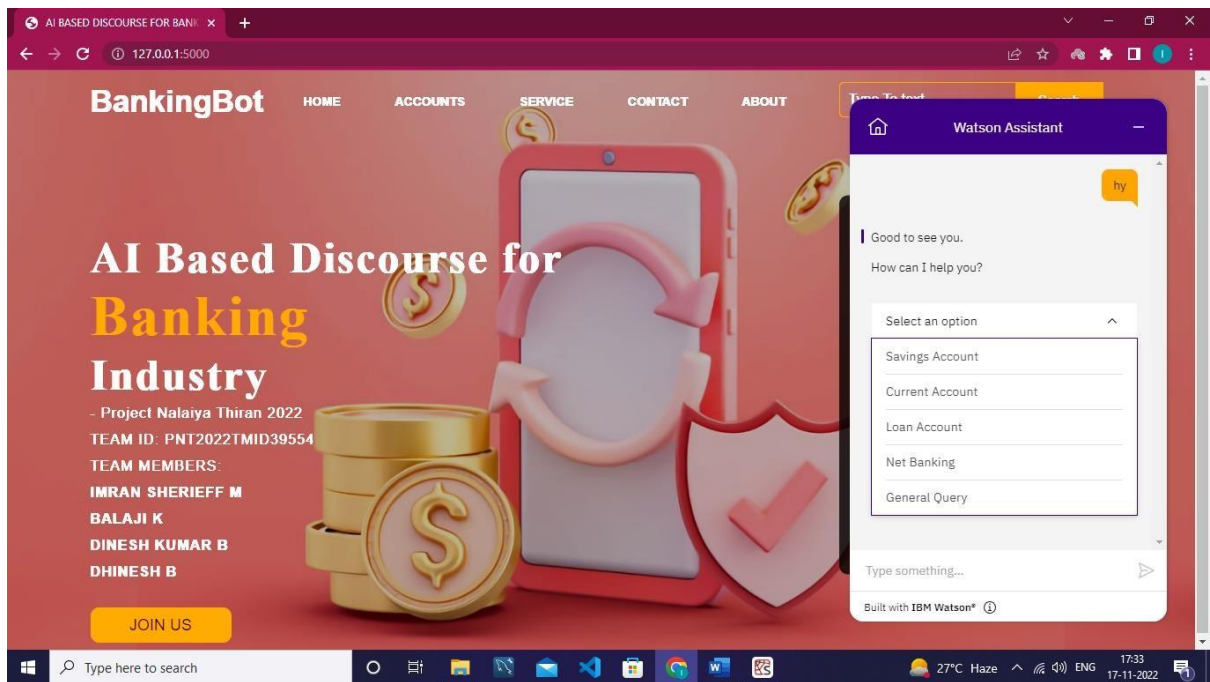 AI BASED DISCOURSE FOR BANK
127.0.0.1:5000
BankingBot HOME ACCOUNTS SERVICE CONTACT ABOUT
Type To text Search
Watson Assistant
hy
Good to see you.
How can I help you?
Select an option
Savings Account
Current Account
Loan Account
Net Banking
General Query
Type something...
Built with IBM Watson®
AI Based Discourse for
Banking
Industry
- Project Nalaiya Thiran 2022
TEAM ID: PNT2022TMID39554
TEAM MEMBERS:
IMRAN SHERIEFF M
BALAJI K
DINESH KUMAR B
DHINESH B
JOIN US
Type here to search
27°C Haze
ENG
17:33
17-11-2022